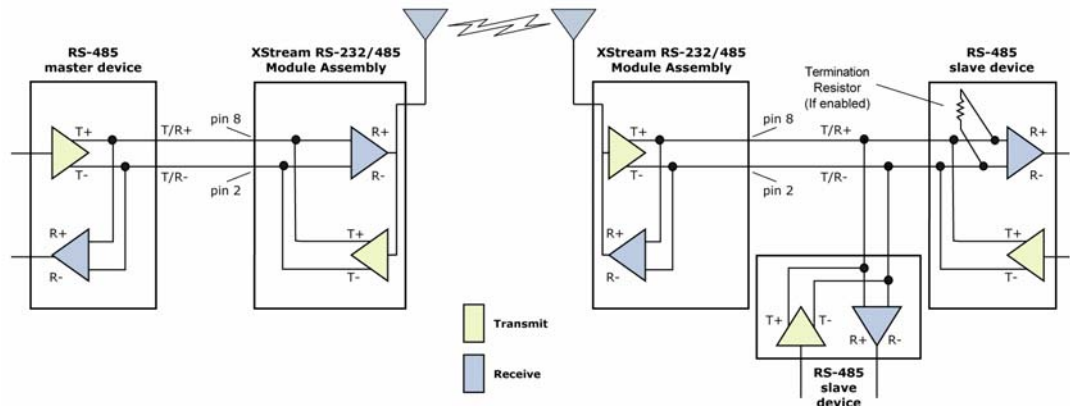 RS-485
master device
XStream RS-232/485
Module Assembly
XStream RS-232/485
Module Assembly
RS-485
slave device
Termination
Resistor
(If enabled)
T+
T-
T/R+
T/R-
pin 8
pin 2
R+
R-
R+
R-
T+
T-
T+
T-
R+
R-
pin 8
T/R+
T/R-
pin 2
R+
R-
T+
T-
T+
T-
R+
R-
RS-485
slave
device
Transmit
Receive